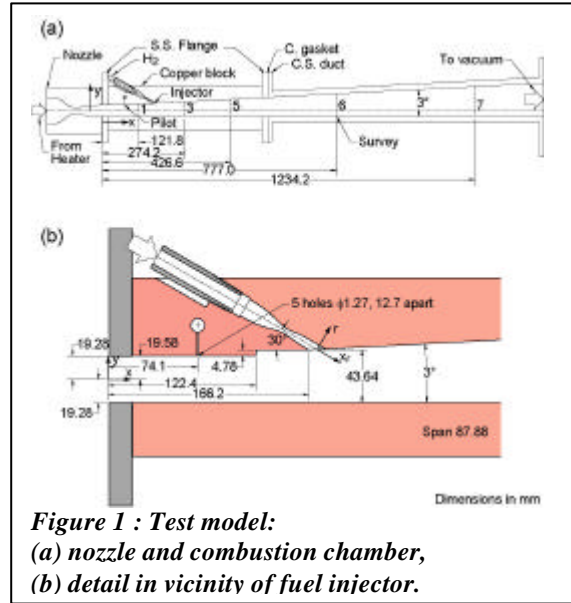 (a)
Nozzle
S.S. Flange
H2
Copper block
Injector
C. gasket
C.S. duct
To vacuum
y
r
1
3
5
6
3°
7
x
Pilot
From
Heater
121.8
274.2
426.6
777.0
1234.2
Survey
(b)
5 holes ϕ1.27, 12.7 apart
r
30°
xr
19.28
19.58
y
x
74.1
4.78
122.4
166.2
43.64
3°
19.28
Span 87.88
Dimensions in mm
Figure 1 : Test model:
(a) nozzle and combustion chamber,
(b) detail in vicinity of fuel injector.